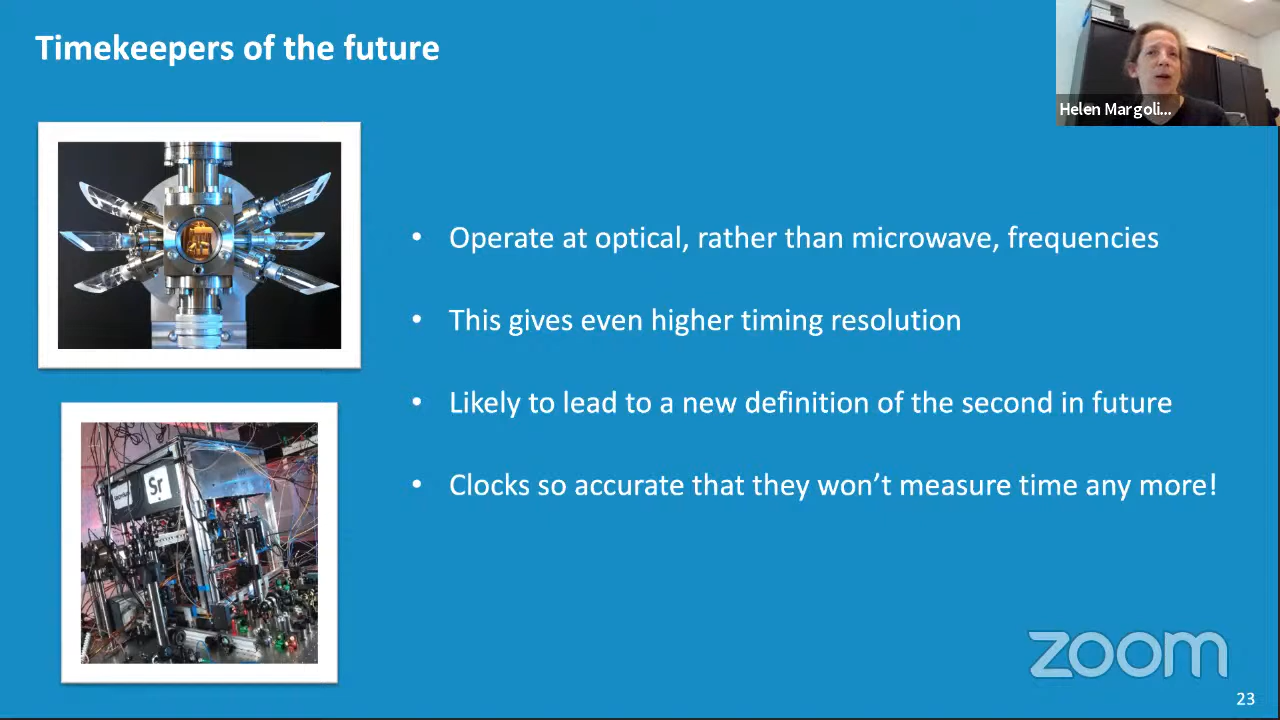 Timekeepers of the future
Helen Margoli...
• Operate at optical, rather than microwave, frequencies
• This gives even higher timing resolution
• Likely to lead to a new definition of the second in future
• Clocks so accurate that they won’t measure time any more!
Sr
zoom
23